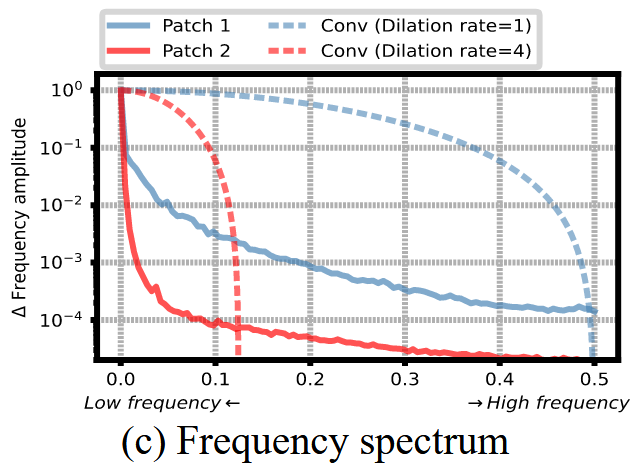 Patch 1 Conv (Dilation rate=1)
Patch 2 Conv (Dilation rate=4)
Δ Frequency amplitude
10⁰
10⁻¹
10⁻²
10⁻³
10⁻⁴
0.0 0.1 0.2 0.3 0.4 0.5
Low frequency← →High frequency
(c) Frequency spectrum